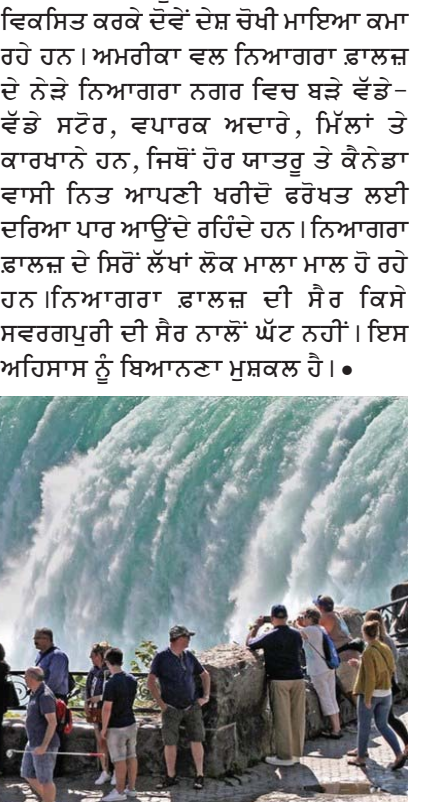 ਵਿਕਸਿਤ ਕਰਕੇ ਦੋਵੇਂ ਦੇਸ਼ ਚੋਖੀ ਮਾਇਆ ਕਮਾ
ਰਹੇ ਹਨ। ਅਮਰੀਕਾ ਵਲ ਨਿਆਗਰਾ ਫ਼ਾਲਜ਼
ਦੇ ਨੇੜੇ ਨਿਆਗਰਾ ਨਗਰ ਵਿਚ ਬੜੇ ਵੱਡੇ-
ਵੱਡੇ ਸਟੋਰ, ਵਪਾਰਕ ਅਦਾਰੇ, ਮਿੱਲਾਂ ਤੇ
ਕਾਰਖਾਨੇ ਹਨ, ਜਿਥੋਂ ਹੋਰ ਯਾਤਰੂ ਤੇ ਕੈਨੇਡਾ
ਵਾਸੀ ਨਿਤ ਆਪਣੀ ਖਰੀਦੋ ਫਰੋਖਤ ਲਈ
ਦਰਿਆ ਪਾਰ ਆਉਂਦੇ ਰਹਿੰਦੇ ਹਨ। ਨਿਆਗਰਾ
ਫ਼ਾਲਜ਼ ਦੇ ਸਿਰੋਂ ਲੱਖਾਂ ਲੋਕ ਮਾਲਾ ਮਾਲ ਹੋ ਰਹੇ
ਹਨ।ਨਿਆਗਰਾ ਫ਼ਾਲਜ਼ ਦੀ ਸੈਰ ਕਿਸੇ
ਸਵਰਗਪੁਰੀ ਦੀ ਸੈਰ ਨਾਲੋਂ ਘੱਟ ਨਹੀਂ। ਇਸ
ਅਹਿਸਾਸ ਨੂੰ ਬਿਆਨਣਾ ਮੁਸ਼ਕਲ ਹੈ। ●